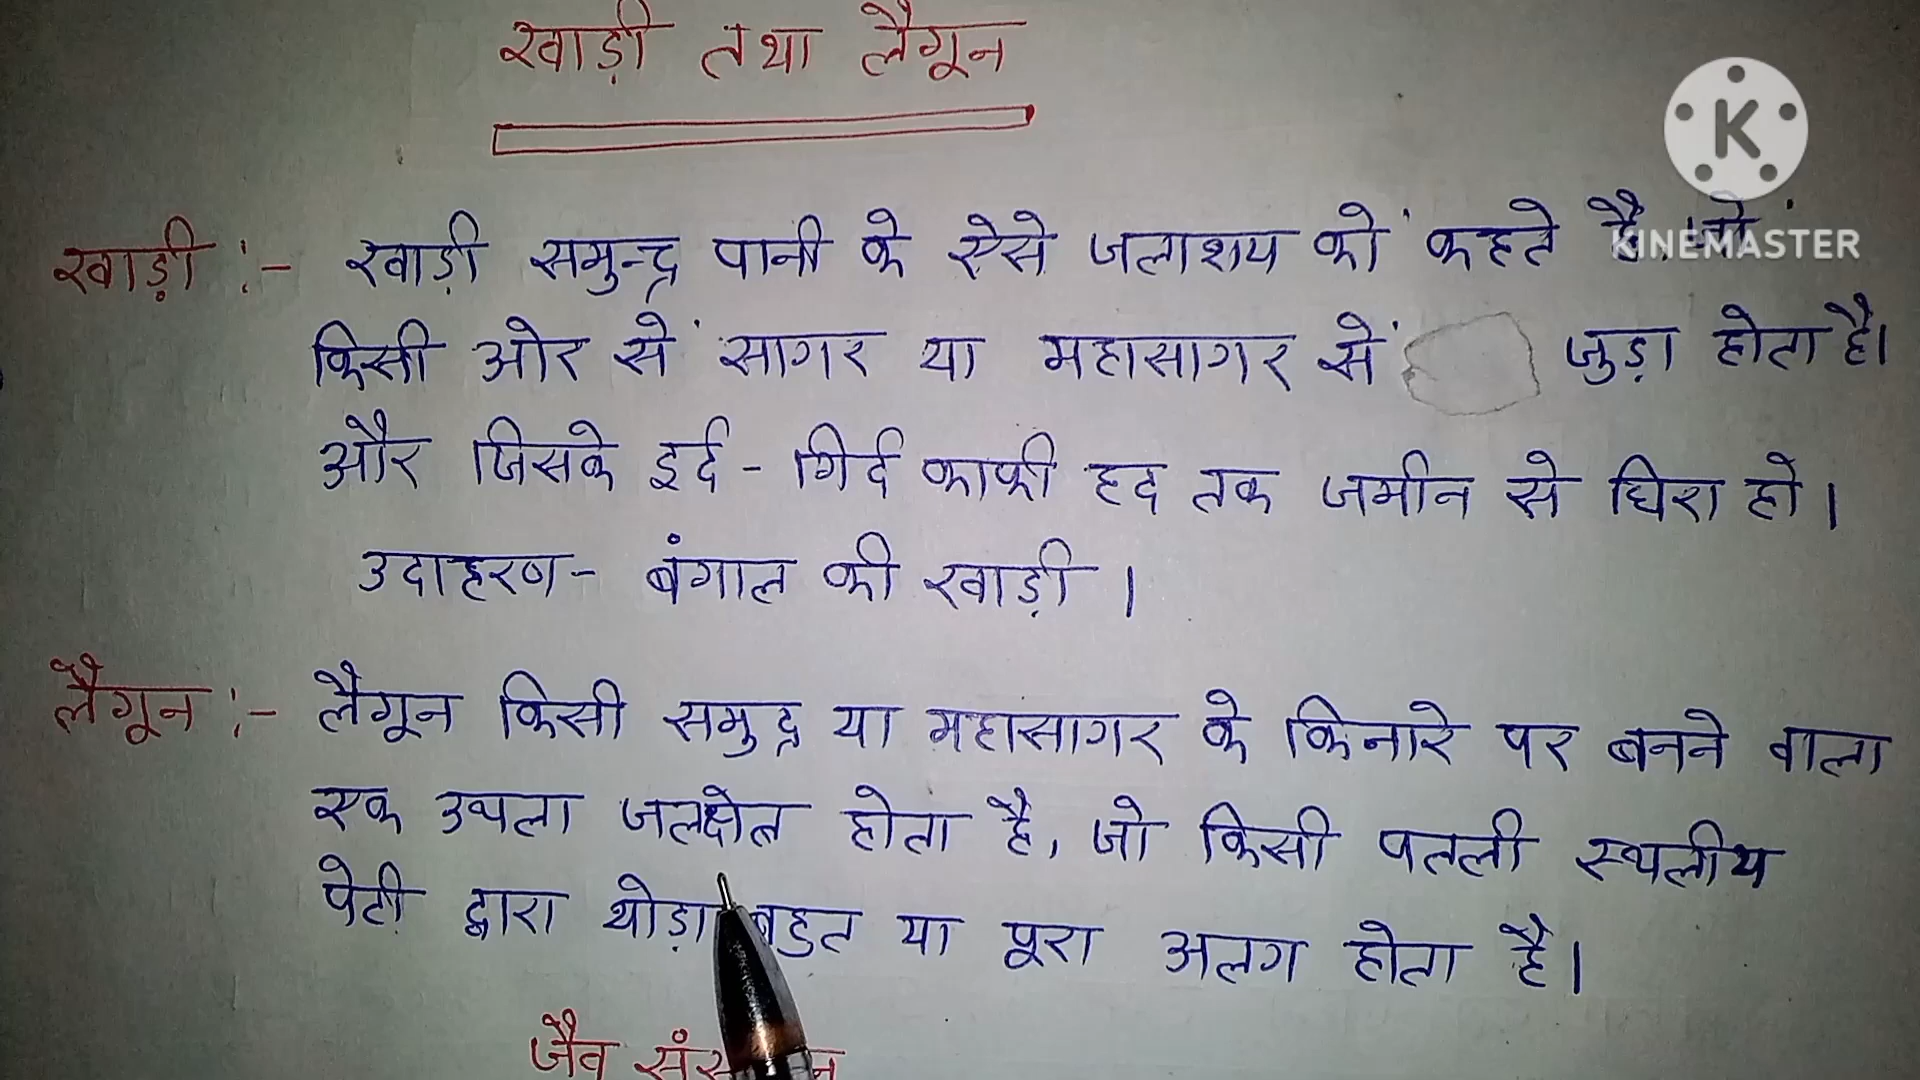 खाड़ी तथा लैगून
खाड़ी :- खाड़ी समुन्द्र पानी के ऐसे जलाशय को कहते है, जो
किसी ओर से सागर या महासागर से जुड़ा होता है।
और जिसके इर्द - गिर्द काफी हद तक जमीन से घिरा हो।
उदाहरण - बंगाल की खाड़ी।
लैगून :- लैगून किसी समुद्र या महासागर के किनारे पर बनने वाला
एक उथला जलक्षेत्र होता है, जो किसी पतली स्थलीय
पेटी द्वारा थोड़ा बहुत या पूरा अलग होता है।
जैव
K
KINEMASTER